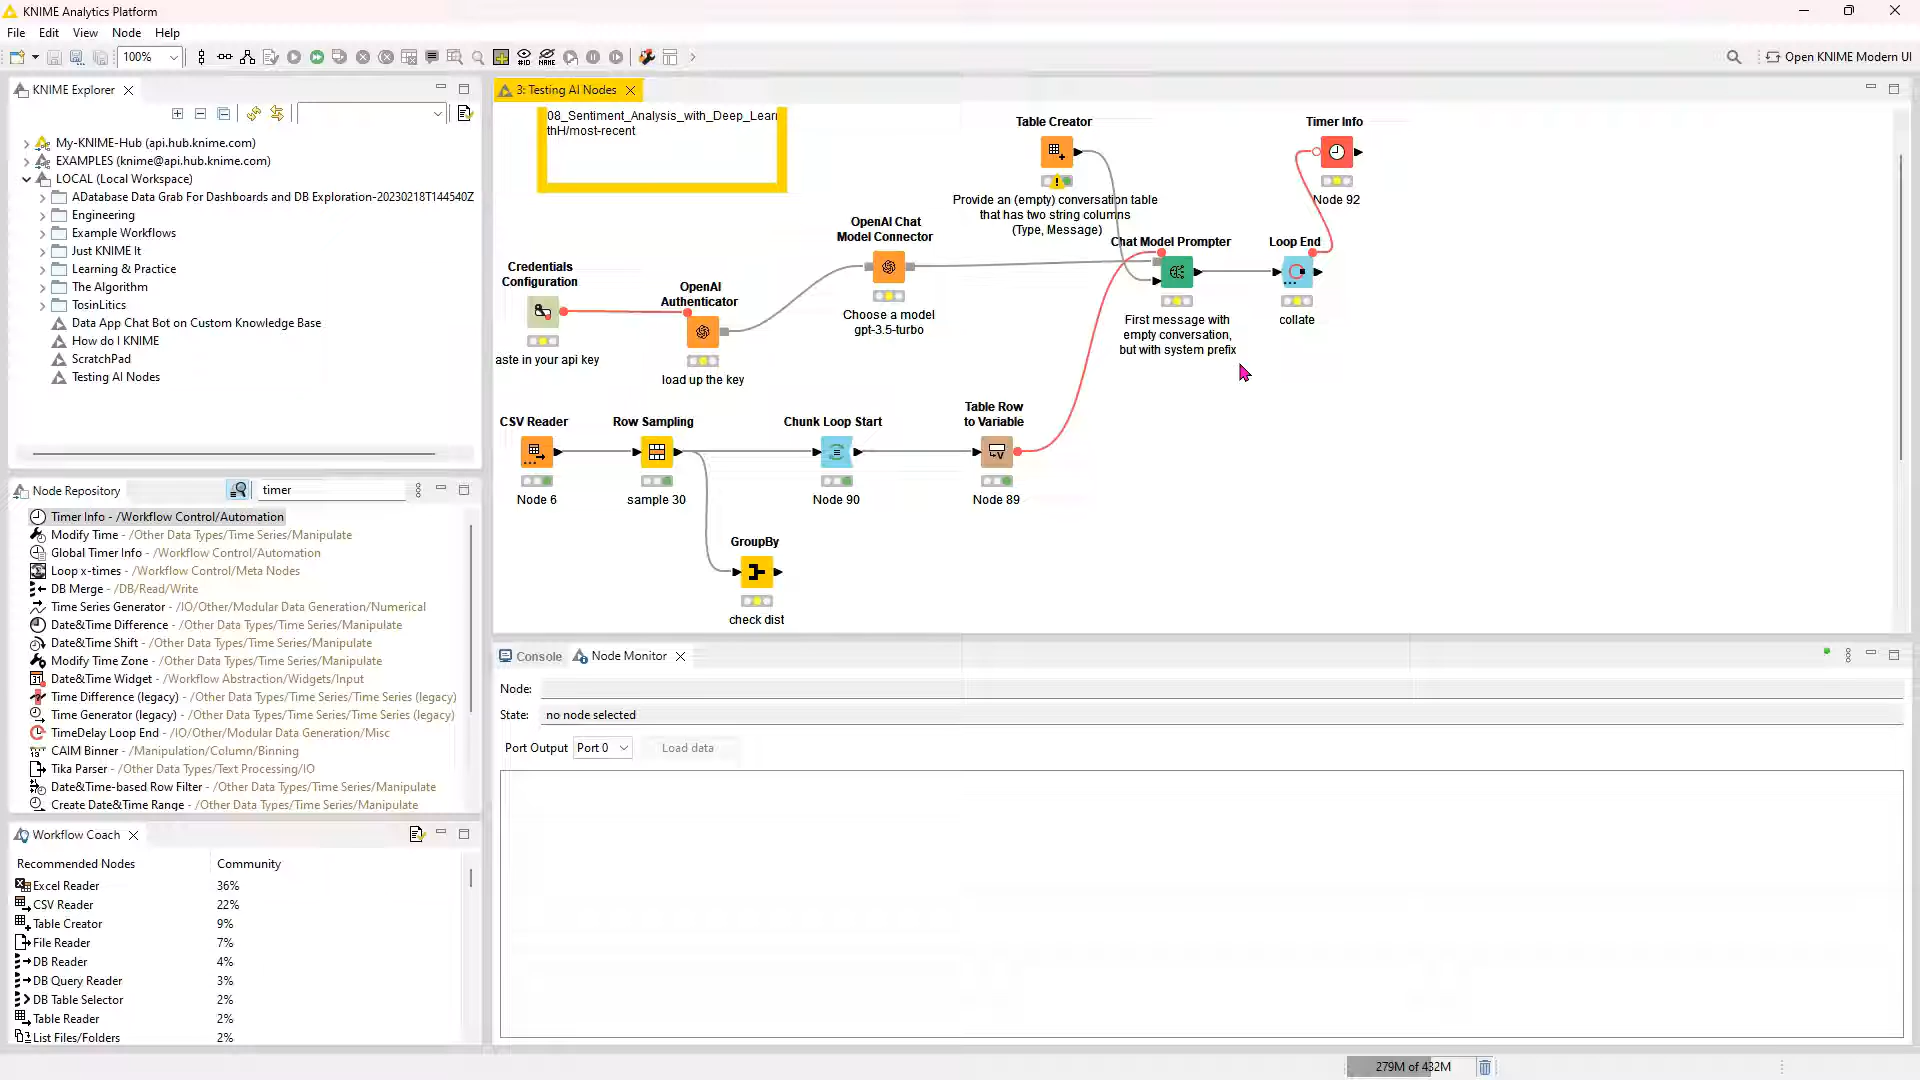 KNIME Analytics Platform
File Edit View Node Help
100%
Open KNIME Modern UI
KNIME Explorer
My-KNIME-Hub (api.hub.knime.com)
EXAMPLES (knime@api.hub.knime.com)
LOCAL (Local Workspace)
ADatabase Data Grab For Dashboards and DB Exploration-20230218T144540Z
Engineering
Example Workflows
Just KNIME It
Learning & Practice
The Algorithm
TosinLitics
Data App Chat Bot on Custom Knowledge Base
How do I KNIME
ScratchPad
Testing AI Nodes
Node Repository
timer
Timer Info - /Workflow Control/Automation
Modify Time - /Other Data Types/Time Series/Manipulate
Global Timer Info - /Workflow Control/Automation
Loop x-times - /Workflow Control/Meta Nodes
DB Merge - /DB/Read/Write
Time Series Generator - /IO/Other/Modular Data Generation/Numerical
Date&Time Difference - /Other Data Types/Time Series/Manipulate
Date&Time Shift - /Other Data Types/Time Series/Manipulate
Modify Time Zone - /Other Data Types/Time Series/Manipulate
Date&Time Widget - /Workflow Abstraction/Widgets/Input
Time Difference (legacy) - /Other Data Types/Time Series/Time Series (legacy)
Time Generator (legacy) - /Other Data Types/Time Series/Time Series (legacy)
TimeDelay Loop End - /IO/Other/Modular Data Generation/Misc
CAIM Binner - /Manipulation/Column/Binning
Tika Parser - /Other Data Types/Text Processing/IO
Date&Time-based Row Filter - /Other Data Types/Time Series/Manipulate
Create Date&Time Range - /Other Data Types/Time Series/Manipulate
Workflow Coach
Recommended Nodes Community
Excel Reader 36%
CSV Reader 22%
Table Creator 9%
File Reader 7%
DB Reader 4%
DB Query Reader 3%
DB Table Selector 2%
Table Reader 2%
List Files/Folders 2%
3: Testing AI Nodes
08_Sentiment_Analysis_with_Deep_Lear
thH/most-recent
Table Creator
Provide an (empty) conversation table
that has two string columns
(Type, Message)
Timer Info
Node 92
OpenAI Chat
Model Connector
Choose a model
gpt-3.5-turbo
Chat Model Prompter
First message with
empty conversation,
but with system prefix
Loop End
collate
Credentials
Configuration
aste in your api key
OpenAI
Authenticator
load up the key
CSV Reader
Node 6
Row Sampling
sample 30
Chunk Loop Start
Node 90
Table Row
to Variable
Node 89
GroupBy
check dist
Console
Node Monitor
Node:
State: no node selected
Port Output Port 0 Load data
279M of 432M